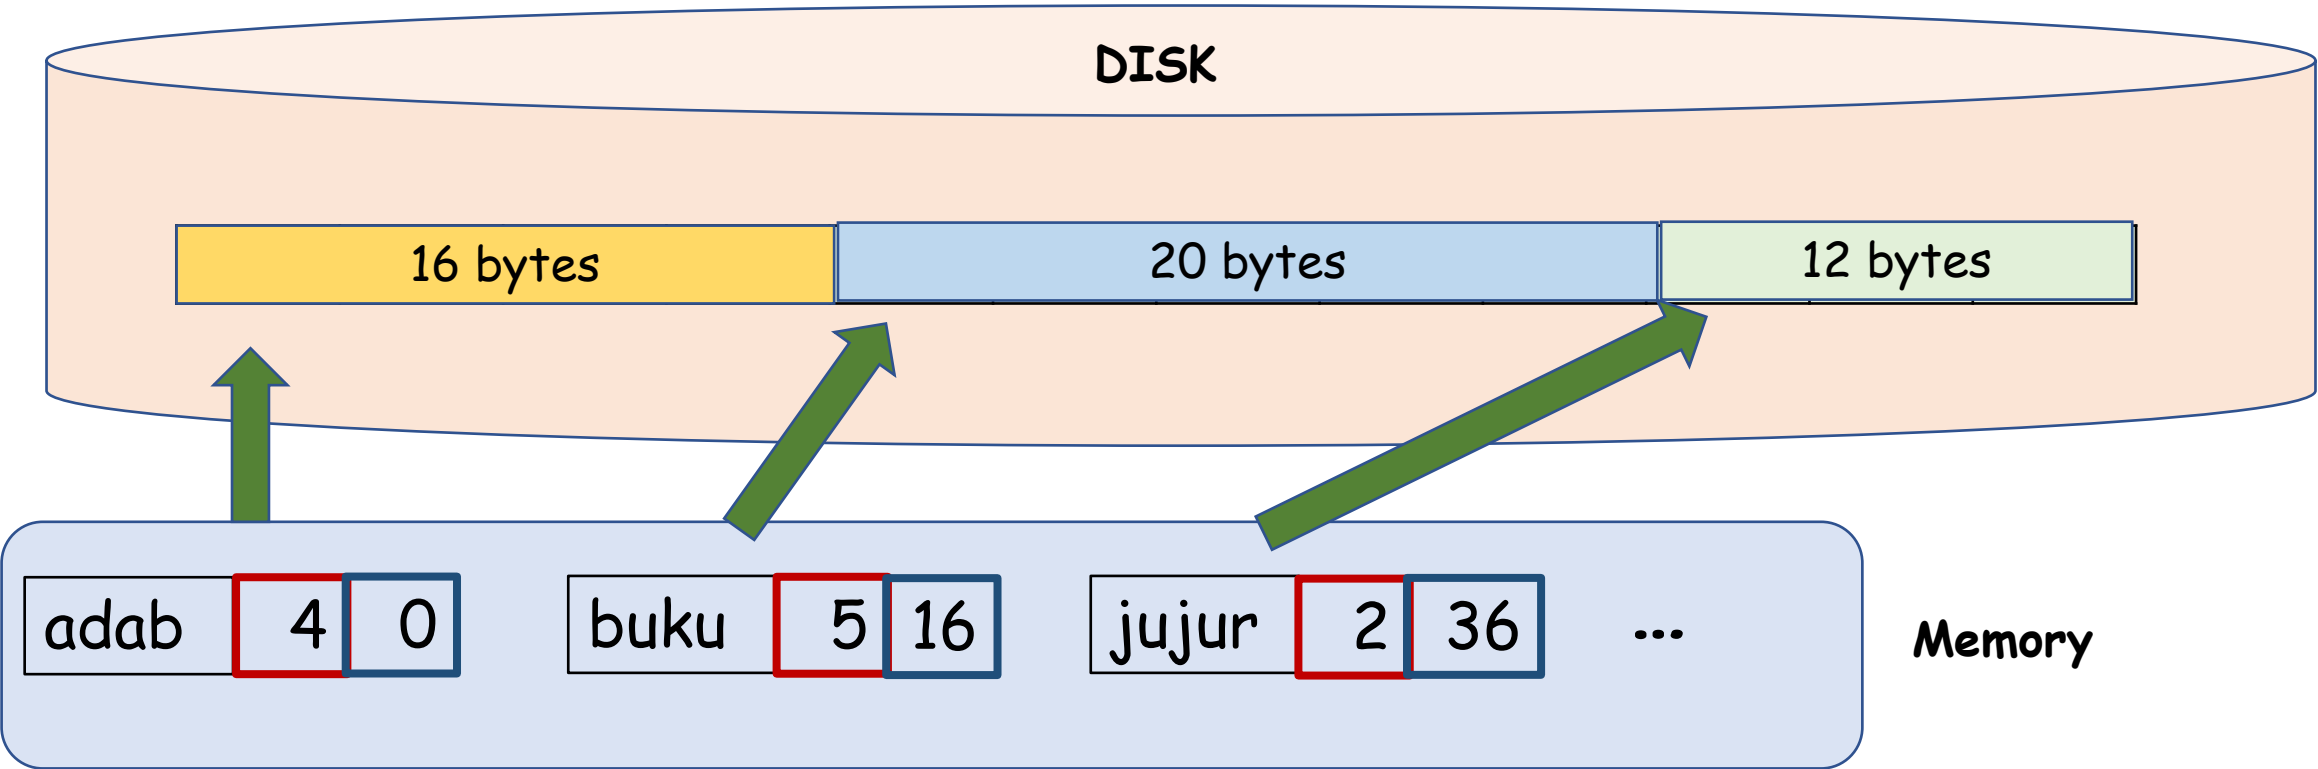 DISK
16 bytes 20 bytes 12 bytes
adab 4 0 buku 5 16 jujur 2 36 ... Memory